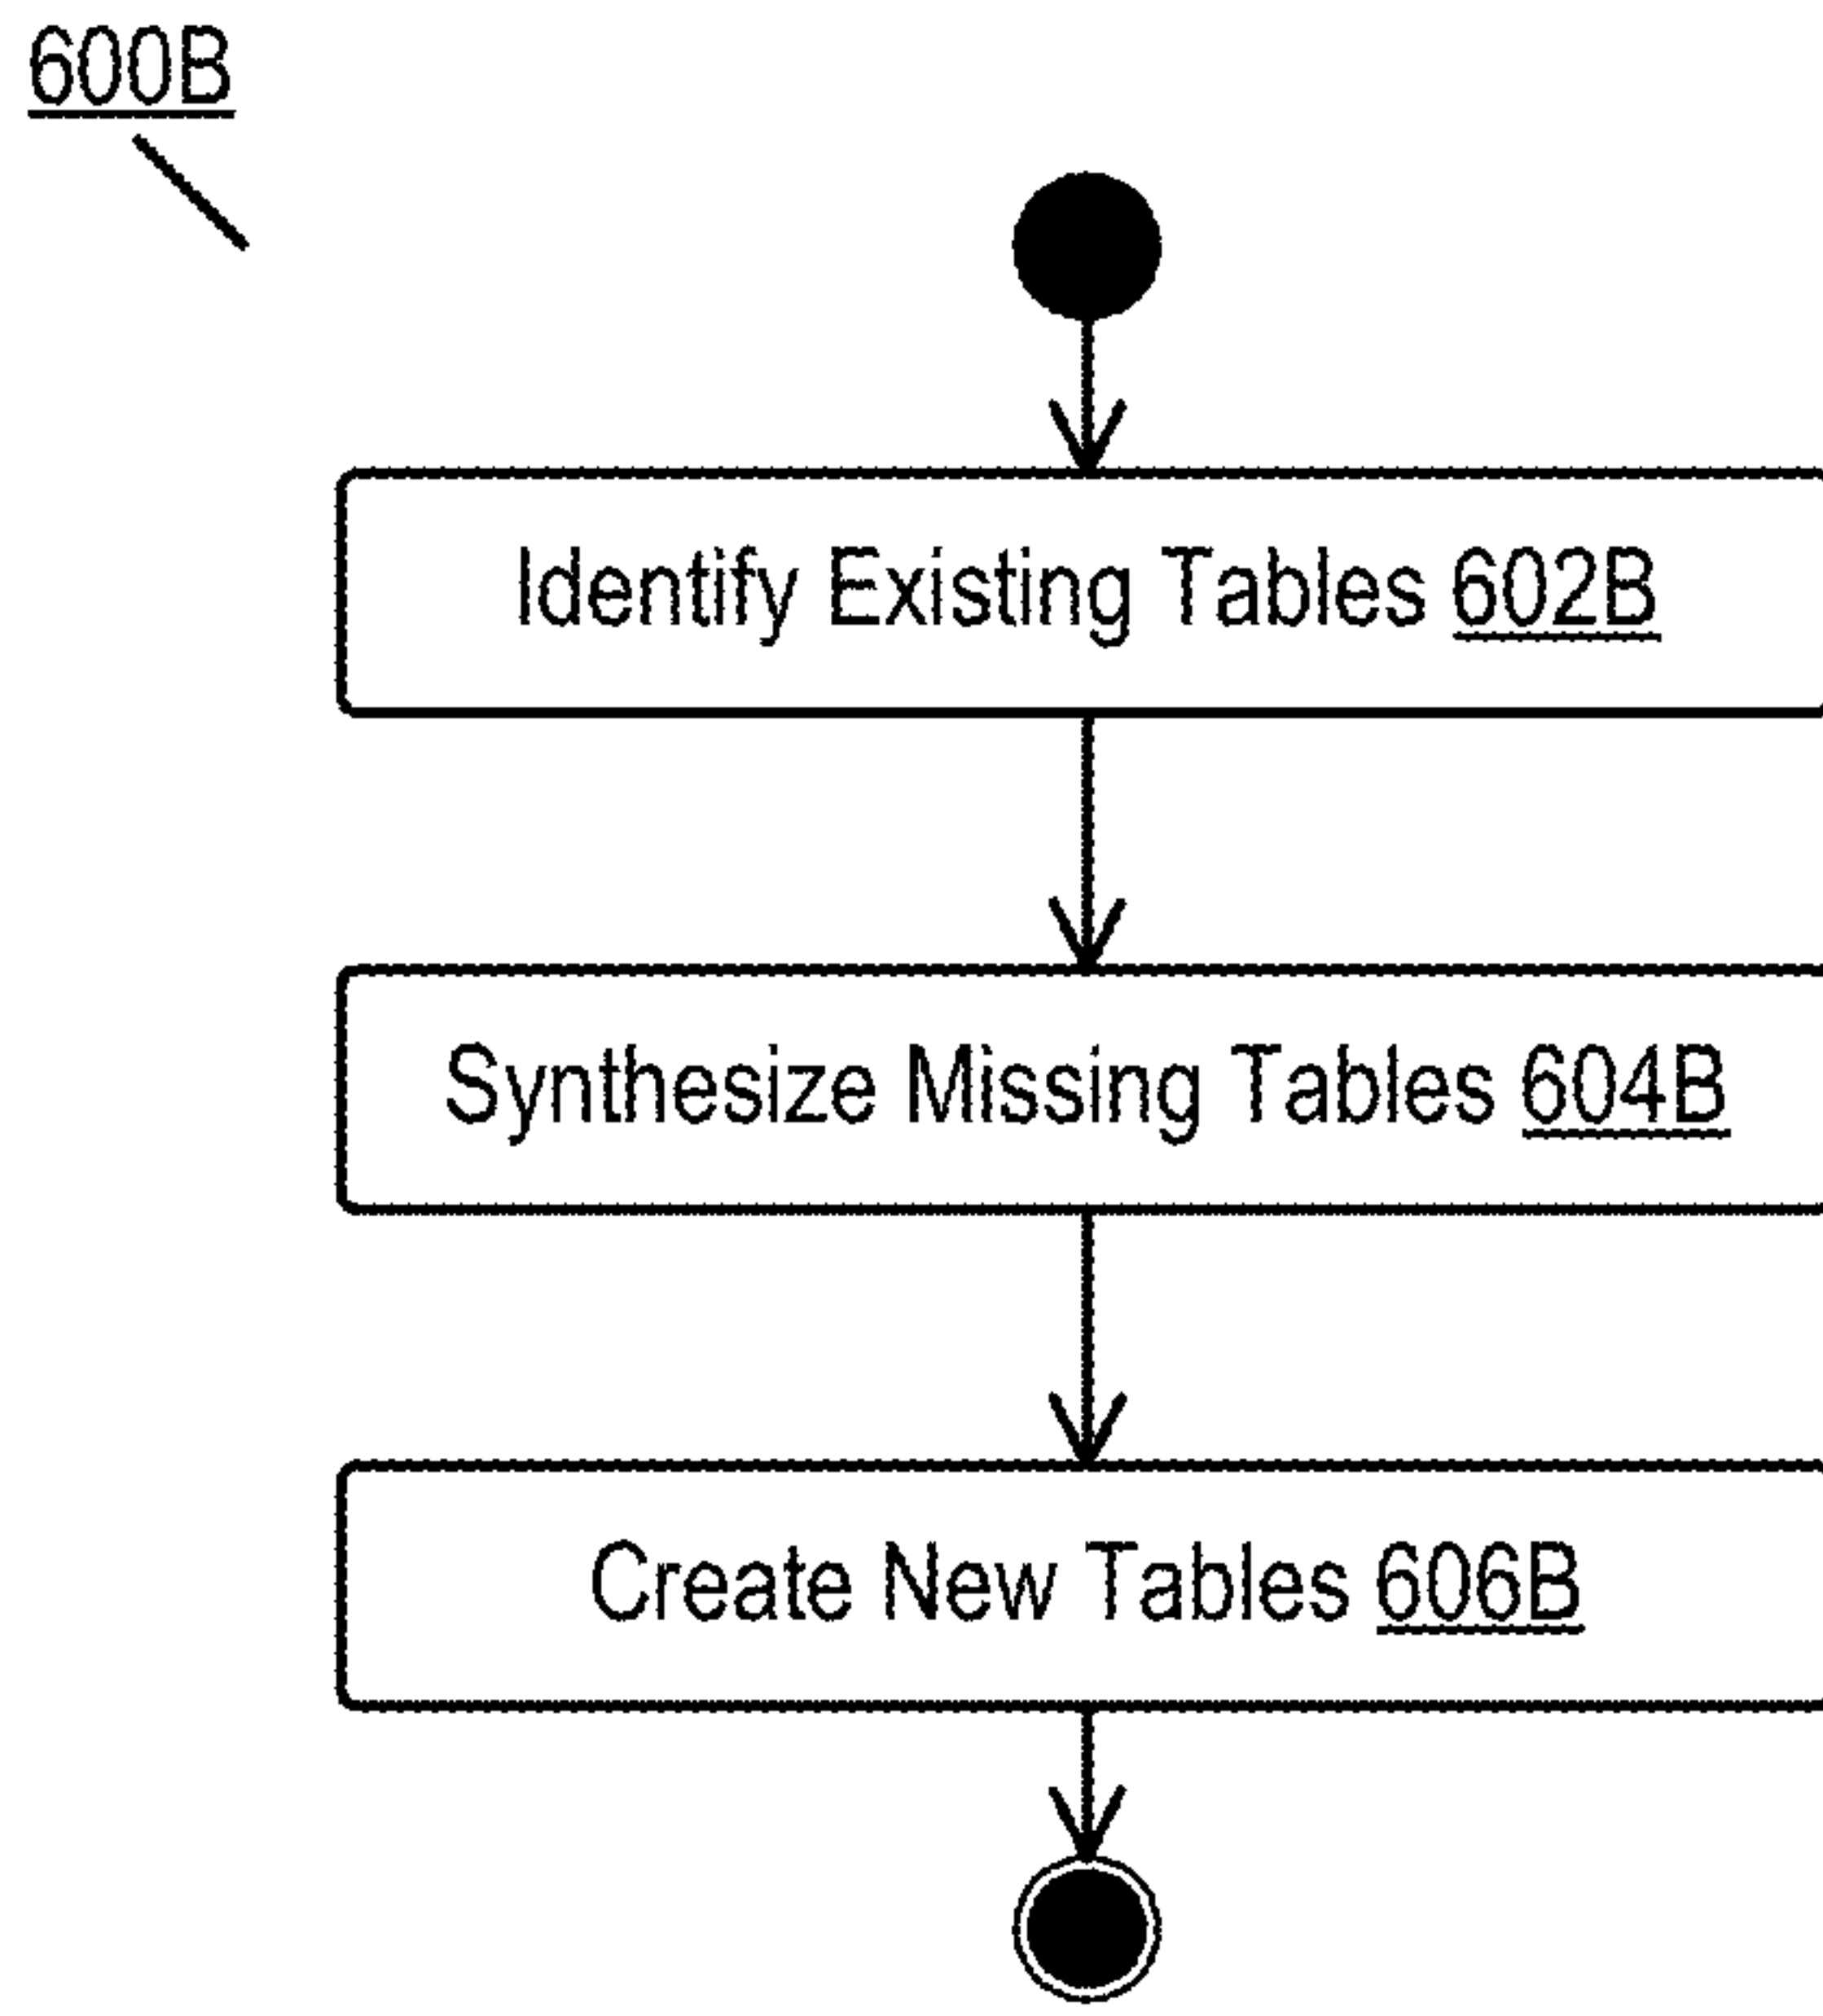 600B
Identify Existing Tables 602B
Synthesize Missing Tables 604B
Create New Tables 606B